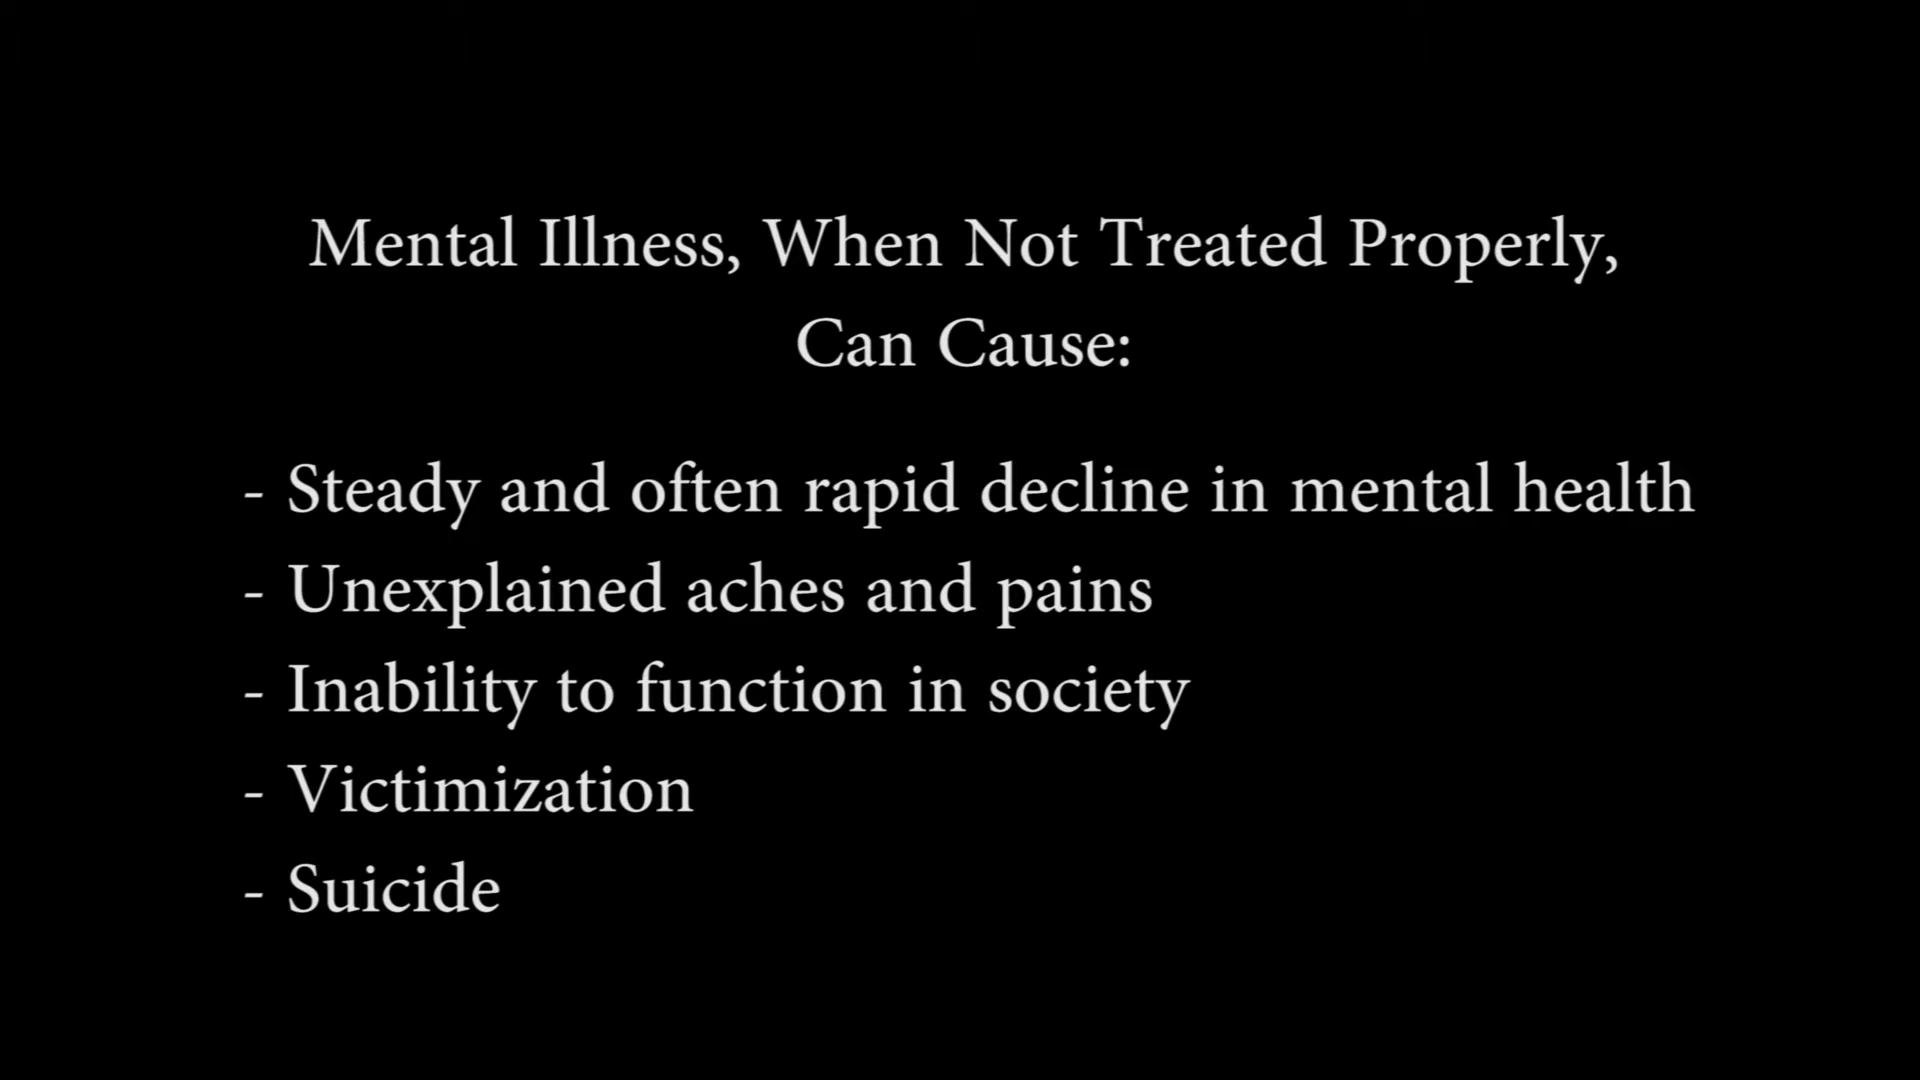 Mental Illness, When Not Treated Properly,
Can Cause:
- Steady and often rapid decline in mental health
- Unexplained aches and pains
- Inability to function in society
- Victimization
- Suicide